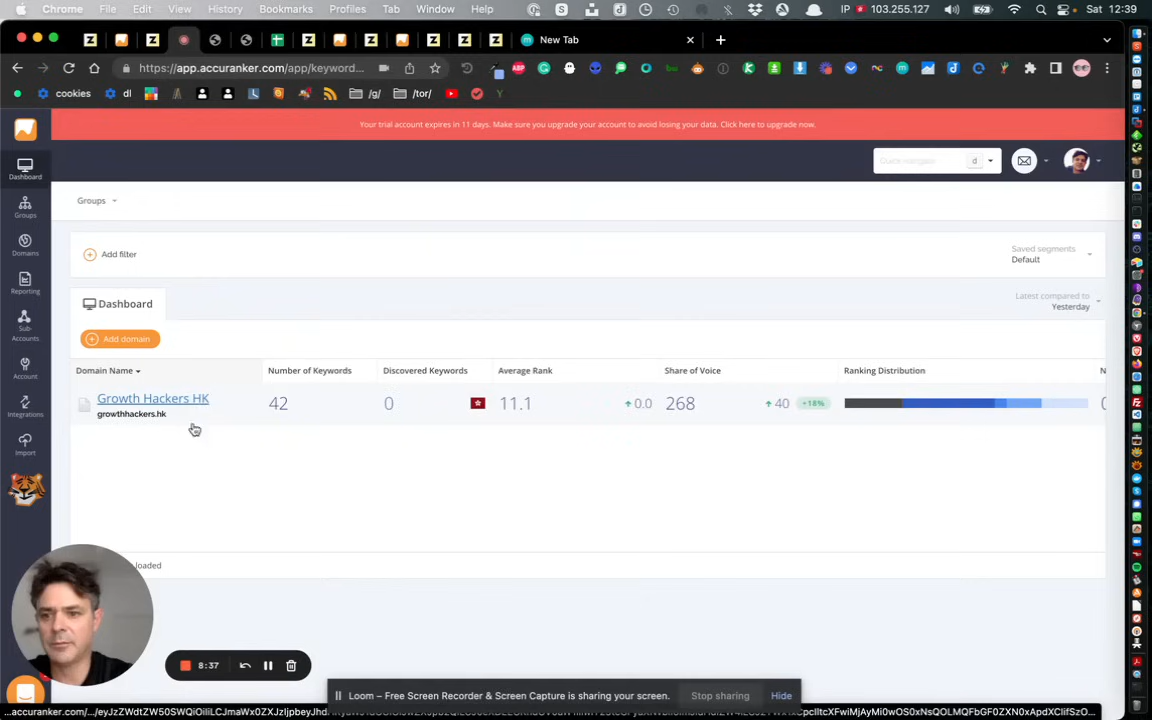 Chrome File Edit View History Bookmarks Profiles Tab Window Help
IP 103.255.127
Sat 12:39
New Tab
https://app.accuranker.com/app/keyword...
cookies
dl
/g/
/tor/
Your trial account expires in 11 days. Make sure you upgrade your account to avoid losing your data. Click here to upgrade now.
Quick navigation
d
Dashboard
Groups
Domains
Reporting
Sub-Accounts
Account
Integrations
Import
Groups
Add filter
Saved segments
Default
Dashboard
Latest compared to
Yesterday
Add domain
Domain Name
Number of Keywords
Discovered Keywords
Average Rank
Share of Voice
Ranking Distribution
N
Growth Hackers HK
growthhackers.hk
42
0
11.1
0.0
268
40
+18%
loaded
8:37
Loom – Free Screen Recorder & Screen Capture is sharing your screen.
Stop sharing
Hide